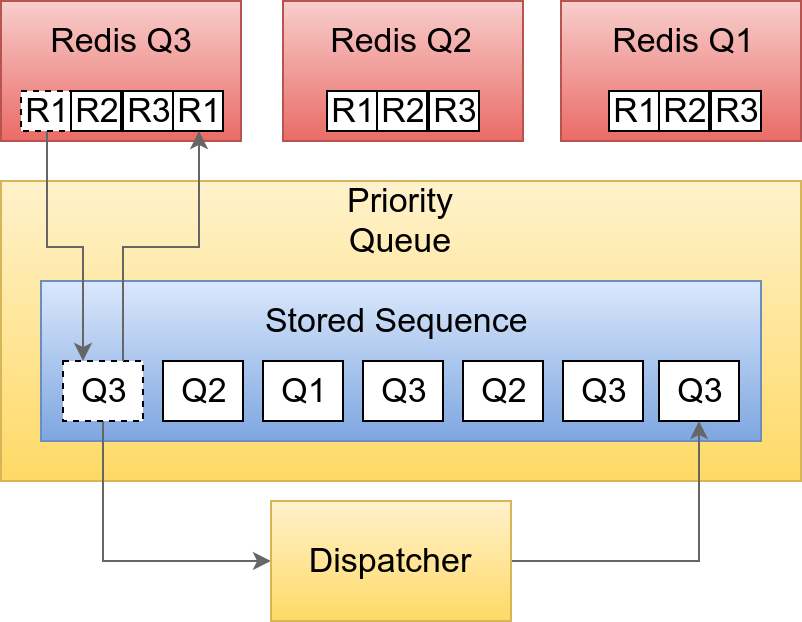 Redis Q3 Redis Q2 Redis Q1
R1 R2 R3 R1 R1 R2 R3 R1 R2 R3
Priority
Queue
Stored Sequence
Q3 Q2 Q1 Q3 Q2 Q3 Q3
Dispatcher